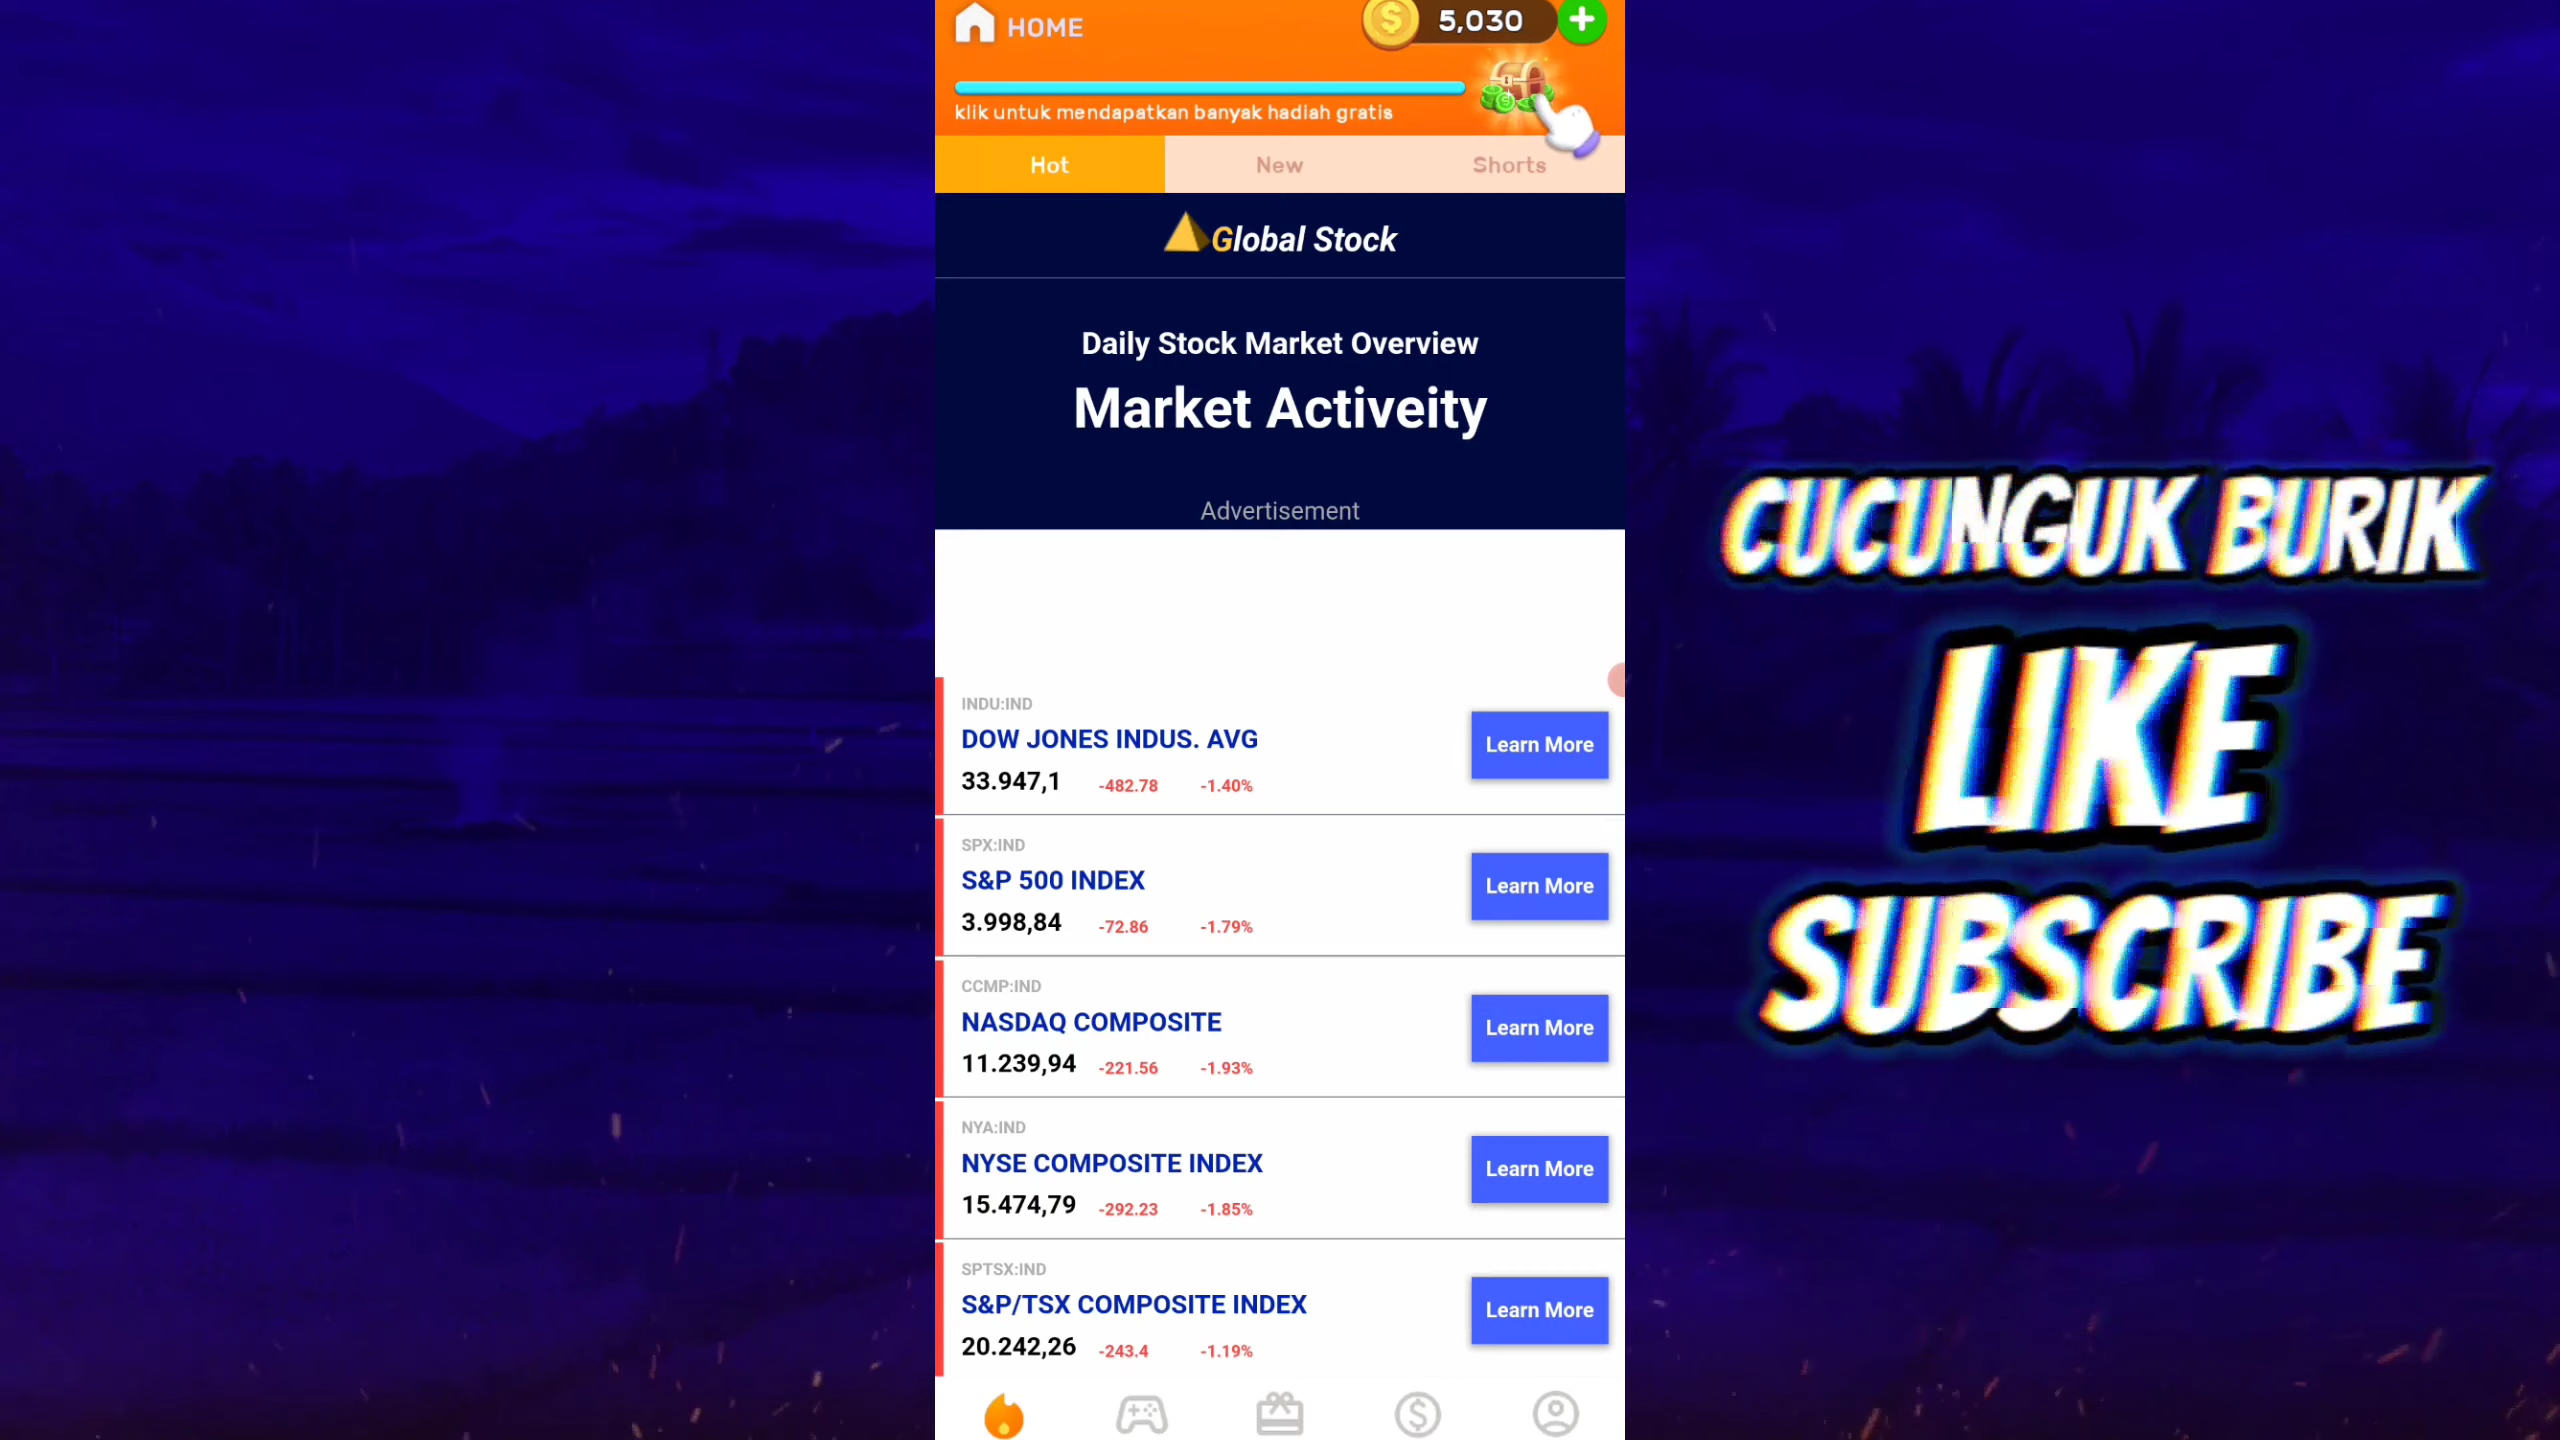 HOME
5,030
klik untuk mendapatkan banyak hadiah gratis
Hot
New
Shorts
Global Stock
Daily Stock Market Overview
Market Activeity
Advertisement
INDU:IND
DOW JONES INDUS. AVG
33.947,1 -482.78 -1.40%
Learn More
SPX:IND
S&P 500 INDEX
3.998,84 -72.86 -1.79%
Learn More
CCMP:IND
NASDAQ COMPOSITE
11.239,94 -221.56 -1.93%
Learn More
NYA:IND
NYSE COMPOSITE INDEX
15.474,79 -292.23 -1.85%
Learn More
SPTSX:IND
S&P/TSX COMPOSITE INDEX
20.242,26 -243.4 -1.19%
Learn More
CUCUNGUK BURIK
LIKE
SUBSCRIBE